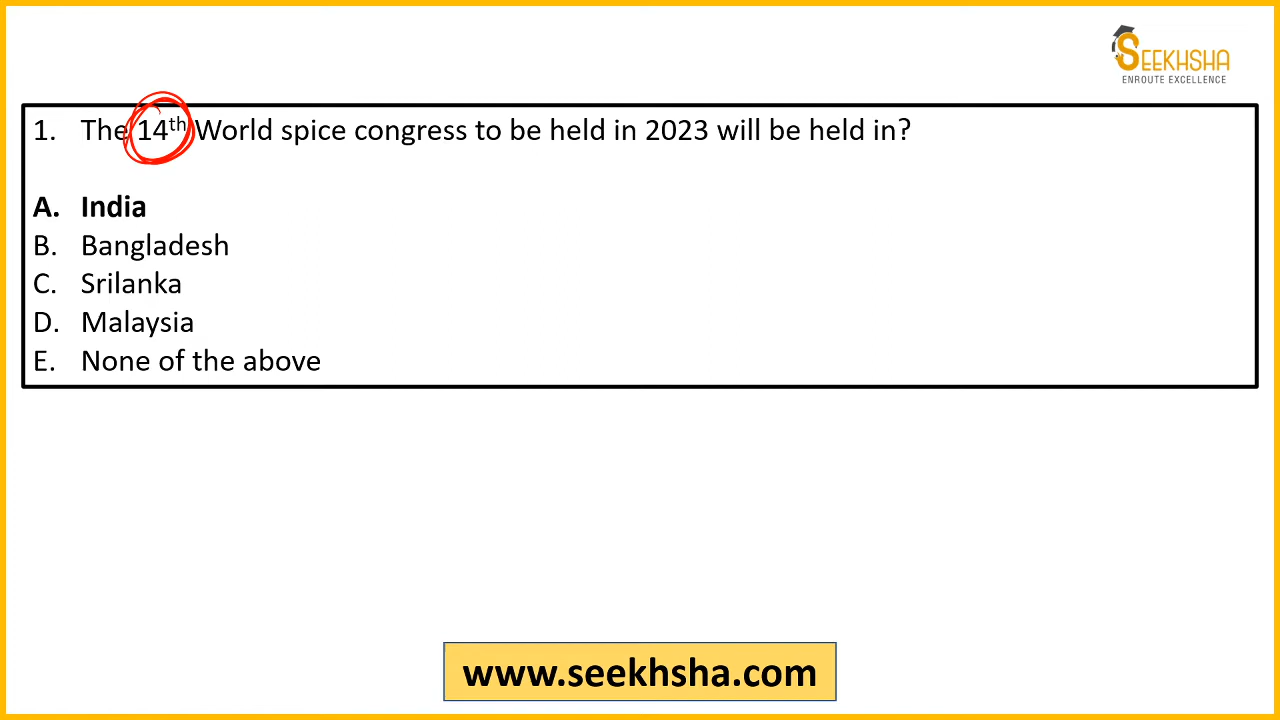 SEEKHSHA
ENROUTE EXCELLENCE
1. The 14th World spice congress to be held in 2023 will be held in?
A. India
B. Bangladesh
C. Srilanka
D. Malaysia
E. None of the above
www.seekhsha.com